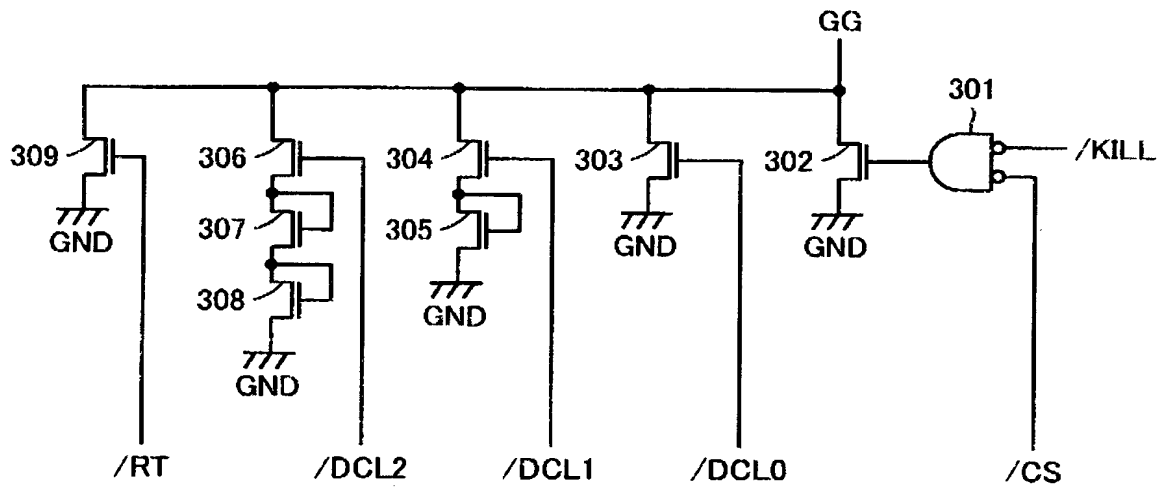 GG
301
309
306
304
303
302
/KILL
307
305
GND
GND
GND
308
GND
GND
/RT
/DCL2
/DCL1
/DCL0
/CS